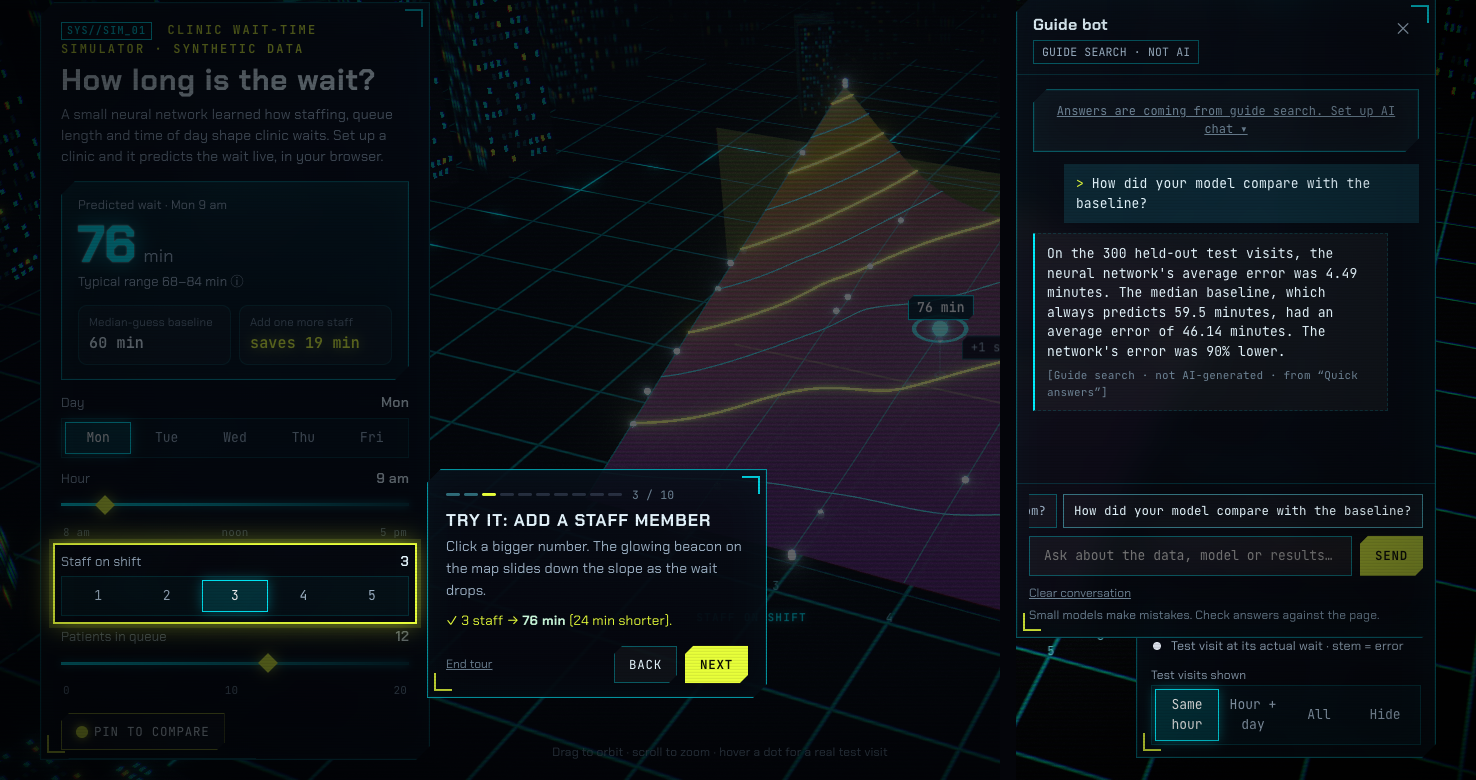 SYS//SIM_01 CLINIC WAIT-TIME
SIMULATOR · SYNTHETIC DATA
How long is the wait?
A small neural network learned how staffing, queue
length and time of day shape clinic waits. Set up a
clinic and it predicts the wait live, in your browser.
Predicted wait · Mon 9 am
76 min
Typical range 68–84 min ⓘ
Median-guess baseline
60 min
Add one more staff
saves 19 min
Day Mon
Mon Tue Wed Thu Fri
Hour 9 am
8 am noon 5 pm
Staff on shift 3
1 2 3 4 5
Patients in queue 12
0 10 20
PIN TO COMPARE
76 min
+1 s
3 / 10
TRY IT: ADD A STAFF MEMBER
Click a bigger number. The glowing beacon on
the map slides down the slope as the wait
drops.
✓ 3 staff → 76 min (24 min shorter).
End tour BACK NEXT
3
SHIFT
Drag to orbit · scroll to zoom · hover a dot for a real test visit
Guide bot
GUIDE SEARCH · NOT AI
Answers are coming from guide search. Set up AI
chat ▾
> How did your model compare with the
baseline?
On the 300 held-out test visits, the
neural network's average error was 4.49
minutes. The median baseline, which
always predicts 59.5 minutes, had an
average error of 46.14 minutes. The
network's error was 90% lower.
[Guide search · not AI-generated · from “Quick
answers”]
om? How did your model compare with the baseline?
Ask about the data, model or results… SEND
Clear conversation
Small models make mistakes. Check answers against the page.
5
Test visit at its actual wait · stem = error
Test visits shown
Same
hour
Hour +
day
All
Hide